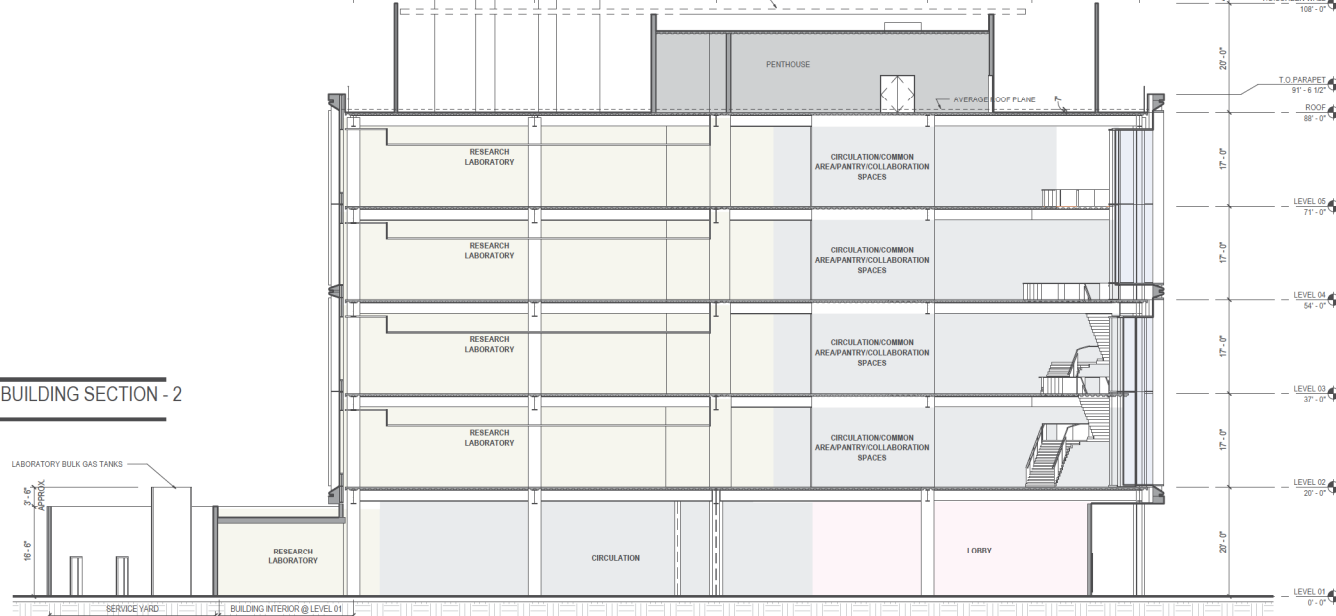 108' - 0"
20' - 0"
PENTHOUSE
T.O.PARAPET
91' - 6 1/2"
AVERAGE ROOF PLANE
ROOF
88' - 0"
RESEARCH
LABORATORY
CIRCULATION/COMMON
AREA/PANTRY/COLLABORATION
SPACES
17' - 0"
LEVEL 05
71' - 0"
RESEARCH
LABORATORY
CIRCULATION/COMMON
AREA/PANTRY/COLLABORATION
SPACES
17' - 0"
LEVEL 04
54' - 0"
RESEARCH
LABORATORY
CIRCULATION/COMMON
AREA/PANTRY/COLLABORATION
SPACES
17' - 0"
BUILDING SECTION - 2
LEVEL 03
37' - 0"
RESEARCH
LABORATORY
CIRCULATION/COMMON
AREA/PANTRY/COLLABORATION
SPACES
17' - 0"
LABORATORY BULK GAS TANKS
LEVEL 02
20' - 0"
3' - 6"
APPROX.
16' - 6"
RESEARCH
LABORATORY
CIRCULATION
LOBBY
20' - 0"
LEVEL 01
0' - 0"
SERVICE YARD
BUILDING INTERIOR @ LEVEL 01